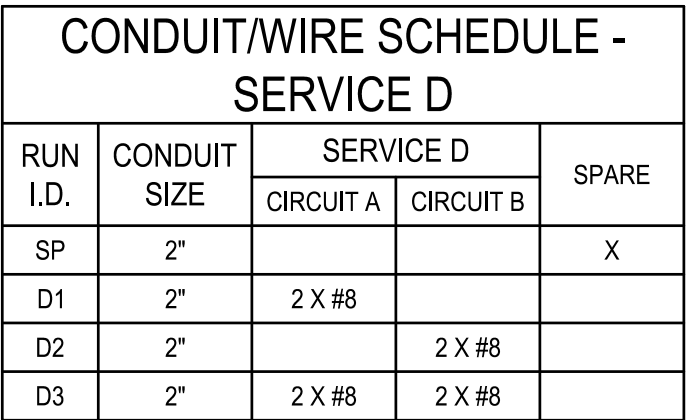 CONDUIT/WIRE SCHEDULE -
SERVICE D
RUN
I.D.
CONDUIT
SIZE
SERVICE D
SPARE
CIRCUIT A CIRCUIT B
SP 2" X
D1 2" 2 X #8
D2 2" 2 X #8
D3 2" 2 X #8 2 X #8